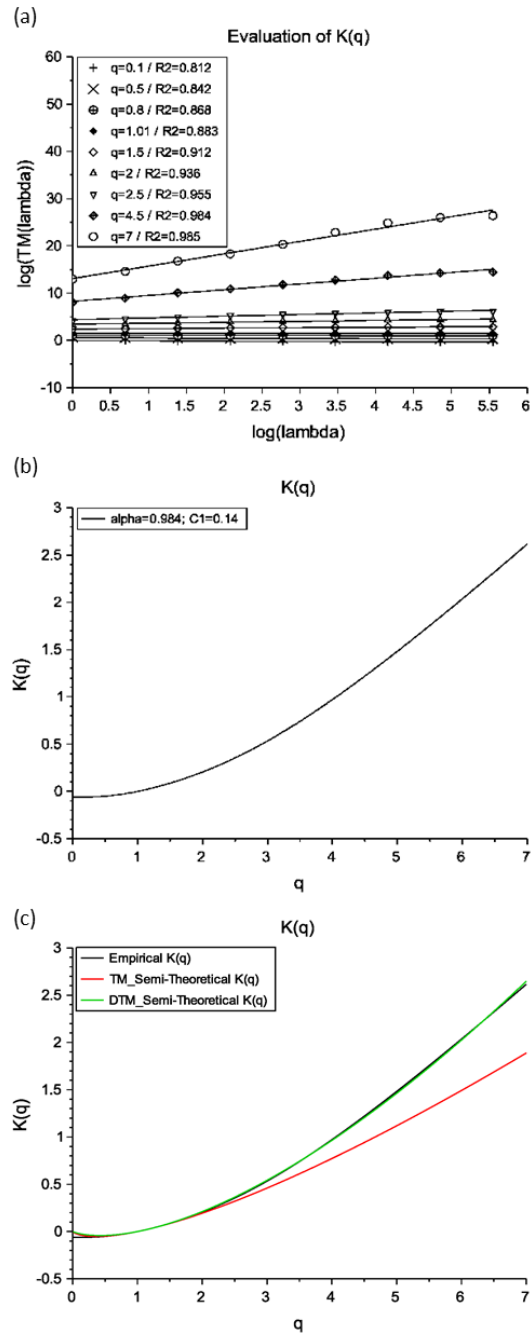 (a)
Evaluation of K(q)
log(TM(lambda))
60
50
40
30
20
10
0
-10
q=0.1 / R2=0.812
q=0.5 / R2=0.842
q=0.8 / R2=0.868
q=1.01 / R2=0.883
q=1.5 / R2=0.912
q=2 / R2=0.936
q=2.5 / R2=0.955
q=4.5 / R2=0.984
q=7 / R2=0.985
0 0.5 1 1.5 2 2.5 3 3.5 4 4.5 5 5.5 6
log(lambda)
(b)
K(q)
alpha=0.984; C1=0.14
K(q)
3
2.5
2
1.5
1
0.5
0
-0.5
0 1 2 3 4 5 6 7
q
(c)
K(q)
Empirical K(q)
TM_Semi-Theoretical K(q)
DTM_Semi-Theoretical K(q)
K(q)
3
2.5
2
1.5
1
0.5
0
-0.5
0 1 2 3 4 5 6 7
q